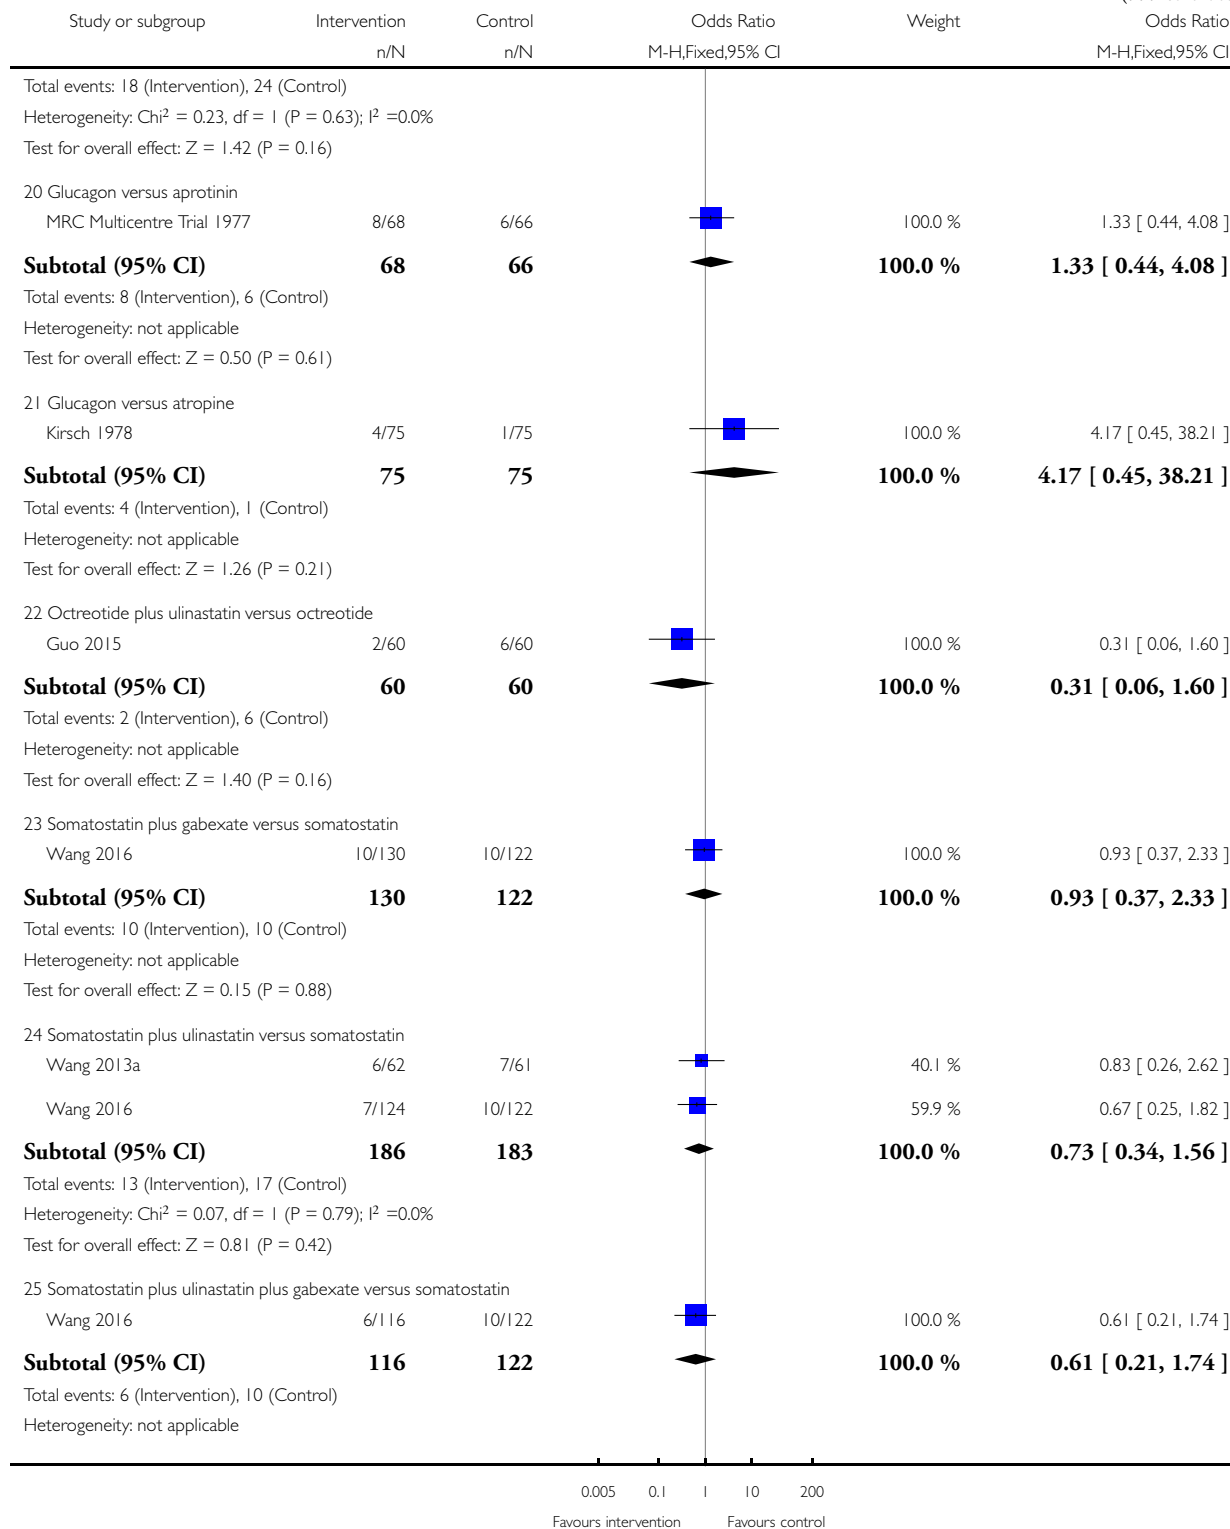 Study or subgroup Intervention Control Odds Ratio Weight Odds Ratio
n/N n/N M-H,Fixed,95% CI M-H,Fixed,95% CI
Total events: 18 (Intervention), 24 (Control)
Heterogeneity: Chi² = 0.23, df = 1 (P = 0.63); I² =0.0%
Test for overall effect: Z = 1.42 (P = 0.16)
20 Glucagon versus aprotinin
MRC Multicentre Trial 1977 8/68 6/66 100.0 % 1.33 [ 0.44, 4.08 ]
Subtotal (95% CI) 68 66 100.0 % 1.33 [ 0.44, 4.08 ]
Total events: 8 (Intervention), 6 (Control)
Heterogeneity: not applicable
Test for overall effect: Z = 0.50 (P = 0.61)
21 Glucagon versus atropine
Kirsch 1978 4/75 1/75 100.0 % 4.17 [ 0.45, 38.21 ]
Subtotal (95% CI) 75 75 100.0 % 4.17 [ 0.45, 38.21 ]
Total events: 4 (Intervention), 1 (Control)
Heterogeneity: not applicable
Test for overall effect: Z = 1.26 (P = 0.21)
22 Octreotide plus ulinastatin versus octreotide
Guo 2015 2/60 6/60 100.0 % 0.31 [ 0.06, 1.60 ]
Subtotal (95% CI) 60 60 100.0 % 0.31 [ 0.06, 1.60 ]
Total events: 2 (Intervention), 6 (Control)
Heterogeneity: not applicable
Test for overall effect: Z = 1.40 (P = 0.16)
23 Somatostatin plus gabexate versus somatostatin
Wang 2016 10/130 10/122 100.0 % 0.93 [ 0.37, 2.33 ]
Subtotal (95% CI) 130 122 100.0 % 0.93 [ 0.37, 2.33 ]
Total events: 10 (Intervention), 10 (Control)
Heterogeneity: not applicable
Test for overall effect: Z = 0.15 (P = 0.88)
24 Somatostatin plus ulinastatin versus somatostatin
Wang 2013a 6/62 7/61 40.1 % 0.83 [ 0.26, 2.62 ]
Wang 2016 7/124 10/122 59.9 % 0.67 [ 0.25, 1.82 ]
Subtotal (95% CI) 186 183 100.0 % 0.73 [ 0.34, 1.56 ]
Total events: 13 (Intervention), 17 (Control)
Heterogeneity: Chi² = 0.07, df = 1 (P = 0.79); I² =0.0%
Test for overall effect: Z = 0.81 (P = 0.42)
25 Somatostatin plus ulinastatin plus gabexate versus somatostatin
Wang 2016 6/116 10/122 100.0 % 0.61 [ 0.21, 1.74 ]
Subtotal (95% CI) 116 122 100.0 % 0.61 [ 0.21, 1.74 ]
Total events: 6 (Intervention), 10 (Control)
Heterogeneity: not applicable
0.005 0.1 1 10 200
Favours intervention Favours control